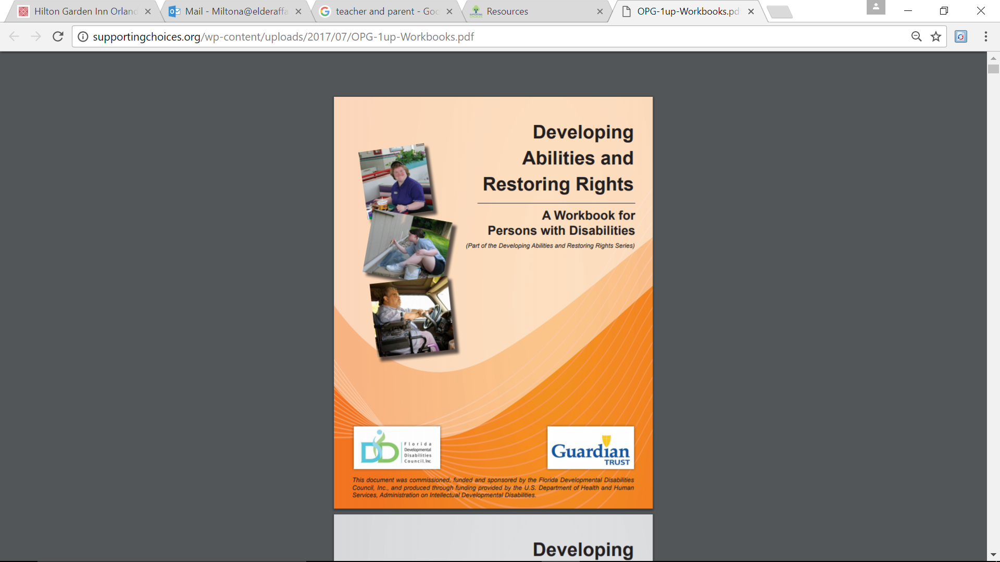 Hilton Garden Inn Orland
Mail - Miltona@elderaffa
teacher and parent - Goo
Resources
OPG-1up-Workbooks.pd
supportingchoices.org/wp-content/uploads/2017/07/OPG-1up-Workbooks.pdf
Developing
Abilities and
Restoring Rights
A Workbook for
Persons with Disabilities
(Part of the Developing Abilities and Restoring Rights Series)
DD
Florida
Developmental
Disabilities
Council, Inc.
Guardian
TRUST
This document was commissioned, funded and sponsored by the Florida Developmental Disabilities
Council, Inc., and produced through funding provided by the U.S. Department of Health and Human
Services, Administration on Intellectual Developmental Disabilities.
Developing